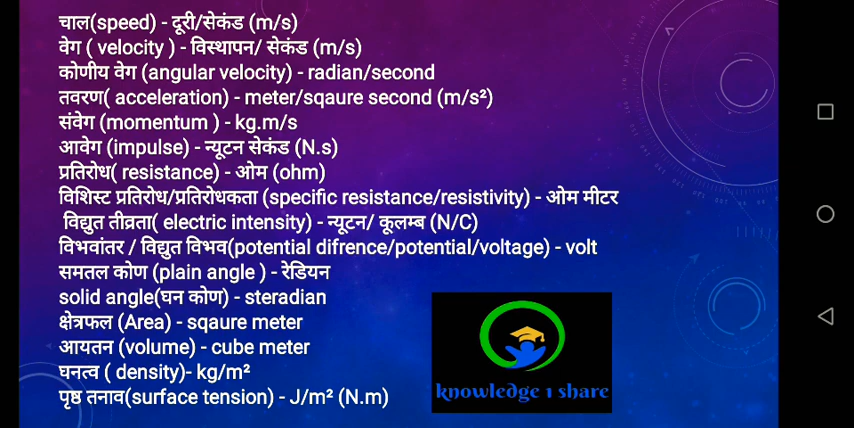 चाल(speed) - दूरी/सेकंड (m/s)
वेग ( velocity ) - विस्थापन/ सेकंड (m/s)
कोणीय वेग (angular velocity) - radian/second
तवरण( acceleration) - meter/sqaure second (m/s²)
संवेग (momentum ) - kg.m/s
आवेग (impulse) - न्यूटन सेकंड (N.s)
प्रतिरोध( resistance) - ओम (ohm)
विशिस्ट प्रतिरोध/प्रतिरोधकता (specific resistance/resistivity) - ओम मीटर
विद्युत तीव्रता( electric intensity) - न्यूटन/ कूलम्ब (N/C)
विभवांतर / विद्युत विभव(potential difrence/potential/voltage) - volt
समतल कोण (plain angle ) - रेडियन
solid angle(घन कोण) - steradian
क्षेत्रफल (Area) - sqaure meter
आयतन (volume) - cube meter
घनत्व ( density)- kg/m²
पृष्ठ तनाव(surface tension) - J/m² (N.m)
knowledge 1 share